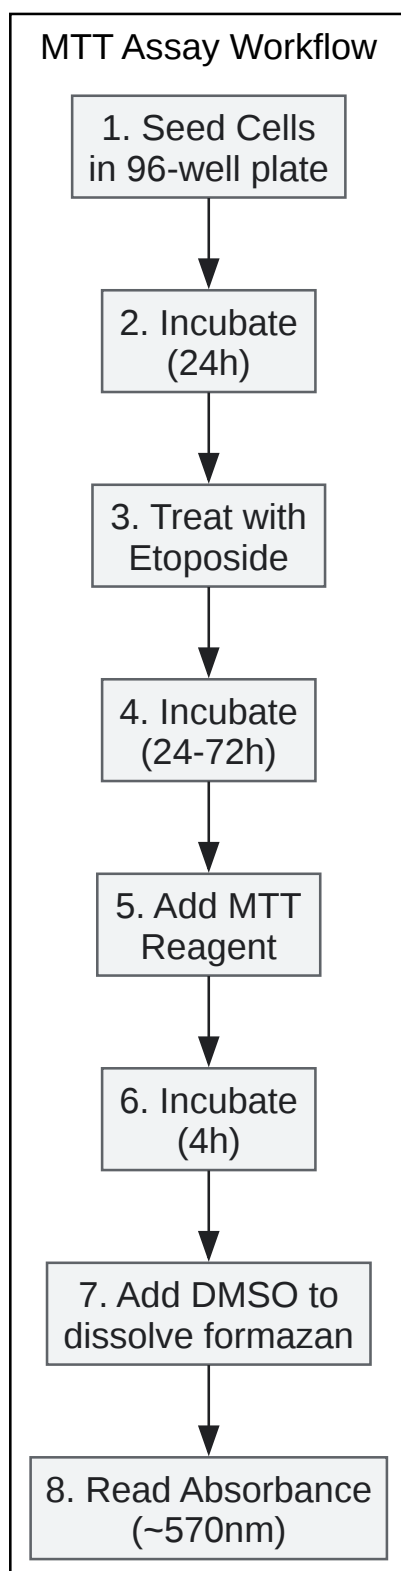 MTT Assay Workflow
1. Seed Cells
in 96-well plate
2. Incubate
(24h)
3. Treat with
Etoposide
4. Incubate
(24-72h)
5. Add MTT
Reagent
6. Incubate
(4h)
7. Add DMSO to
dissolve formazan
8. Read Absorbance
(~570nm)